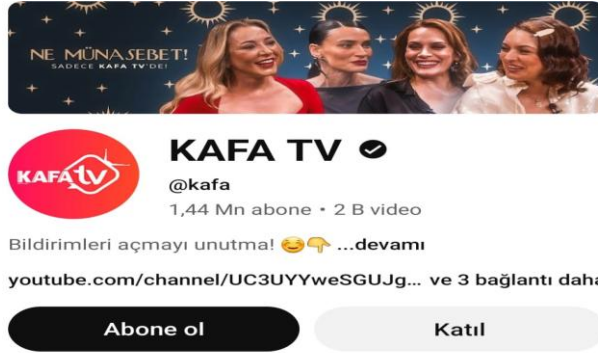 NE MÜNASEBET!
SADECE KAFA TV'DE!
KAFA tv
KAFA TV
@kafa
1,44 Mn abone • 2 B video
Bildirimleri açmayı unutma! 😊👇 ...devamı
youtube.com/channel/UC3UYYweSGUJg... ve 3 bağlantı daha
Abone ol
Katıl